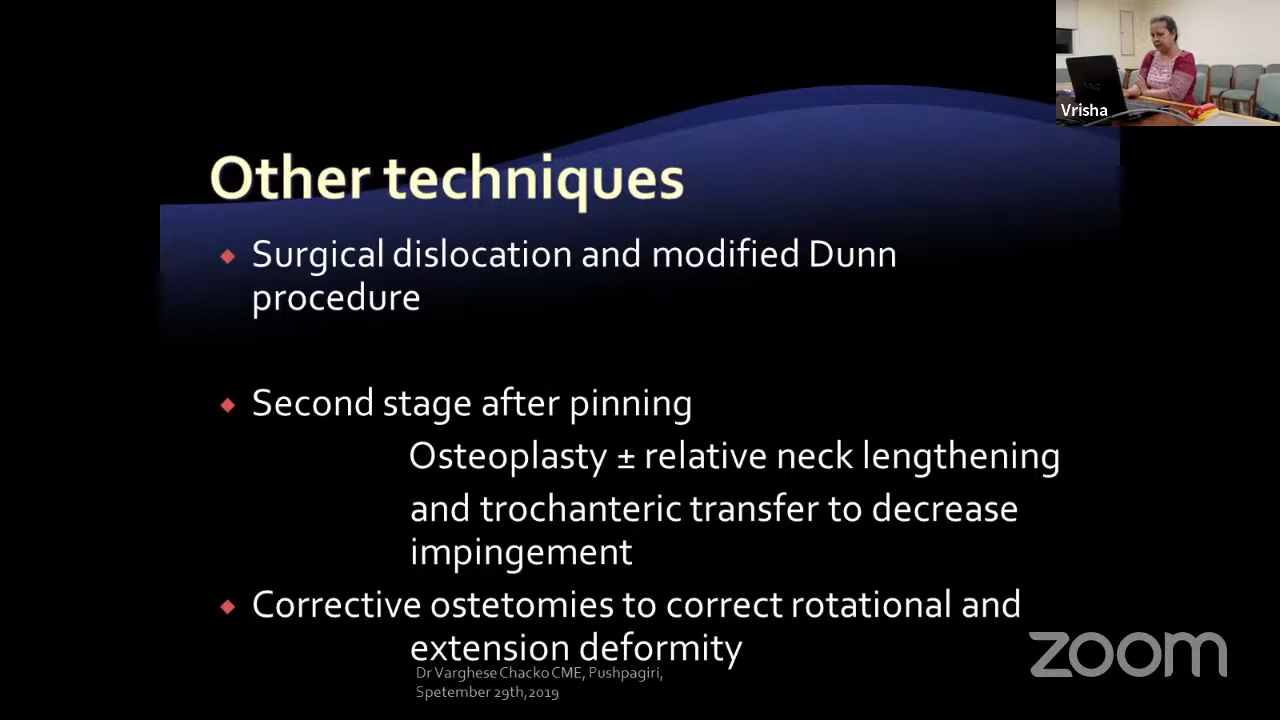 Vrisha
Other techniques
Surgical dislocation and modified Dunn
procedure
Second stage after pinning
Osteoplasty ± relative neck lengthening
and trochanteric transfer to decrease
impingement
Corrective ostetomies to correct rotational and
extension deformity
Dr Varghese Chacko CME, Pushpagiri,
Spetember 29th,2019
zoom